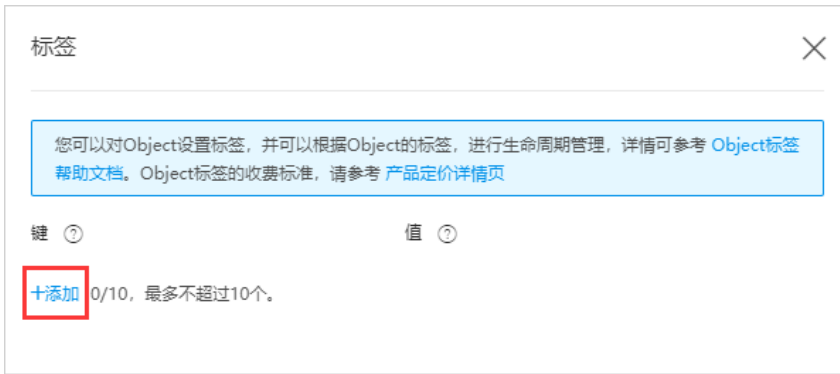 标签
您可以对Object设置标签，并可以根据Object的标签，进行生命周期管理，详情可参考 Object标签
帮助文档。Object标签的收费标准，请参考 产品定价详情页
键 ? 值 ?
+添加 0/10，最多不超过10个。